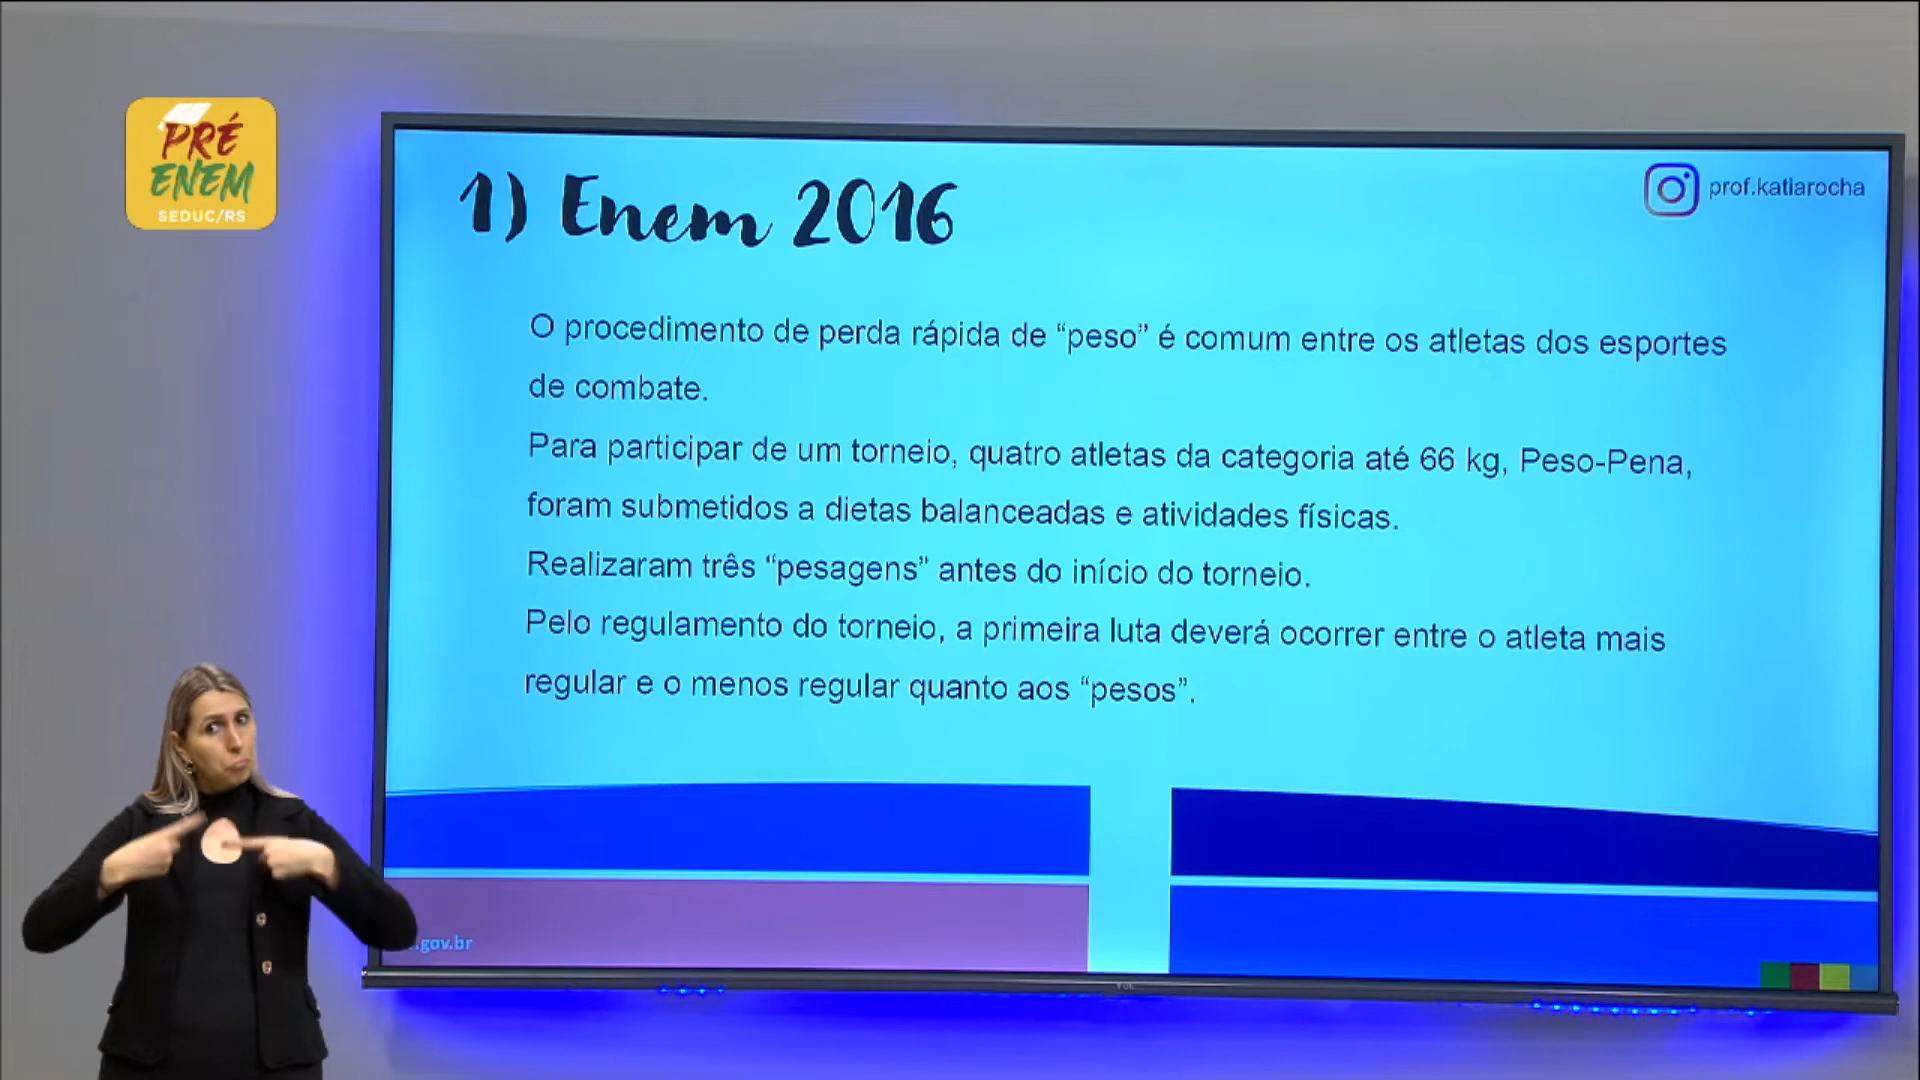 PRÉ
ENEM
SEDUC/RS
1) Enem 2016
prof.katiarocha
O procedimento de perda rápida de “peso” é comum entre os atletas dos esportes
de combate.
Para participar de um torneio, quatro atletas da categoria até 66 kg, Peso-Pena,
foram submetidos a dietas balanceadas e atividades físicas.
Realizaram três “pesagens” antes do início do torneio.
Pelo regulamento do torneio, a primeira luta deverá ocorrer entre o atleta mais
regular e o menos regular quanto aos “pesos”.
.gov.br